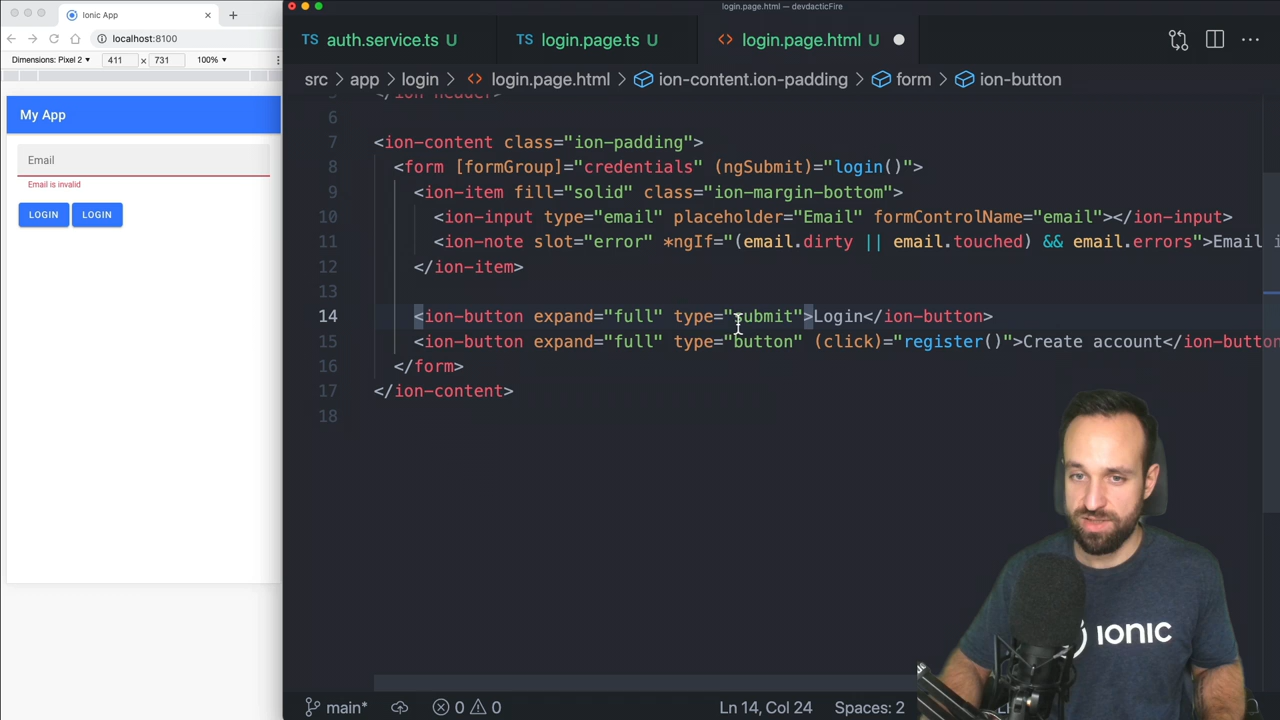 Ionic App
localhost:8100
Dimensions: Pixel 2 ▾ 411 × 731 100% ▾
My App
Email
Email is invalid
LOGIN LOGIN
login.page.html — devdacticFire
TS auth.service.ts U TS login.page.ts U <> login.page.html U
src > app > login > <> login.page.html > ion-content.ion-padding > form > ion-button
6
7 <ion-content class="ion-padding">
8 <form [formGroup]="credentials" (ngSubmit)="login()">
9 <ion-item fill="solid" class="ion-margin-bottom">
10 <ion-input type="email" placeholder="Email" formControlName="email"></ion-input>
11 <ion-note slot="error" *ngIf="(email.dirty || email.touched) && email.errors">Email i
12 </ion-item>
13
14 <ion-button expand="full" type="submit">Login</ion-button>
15 <ion-button expand="full" type="button" (click)="register()">Create account</ion-button
16 </form>
17 </ion-content>
18
IONIC
main* 0 0 Ln 14, Col 24 Spaces: 2